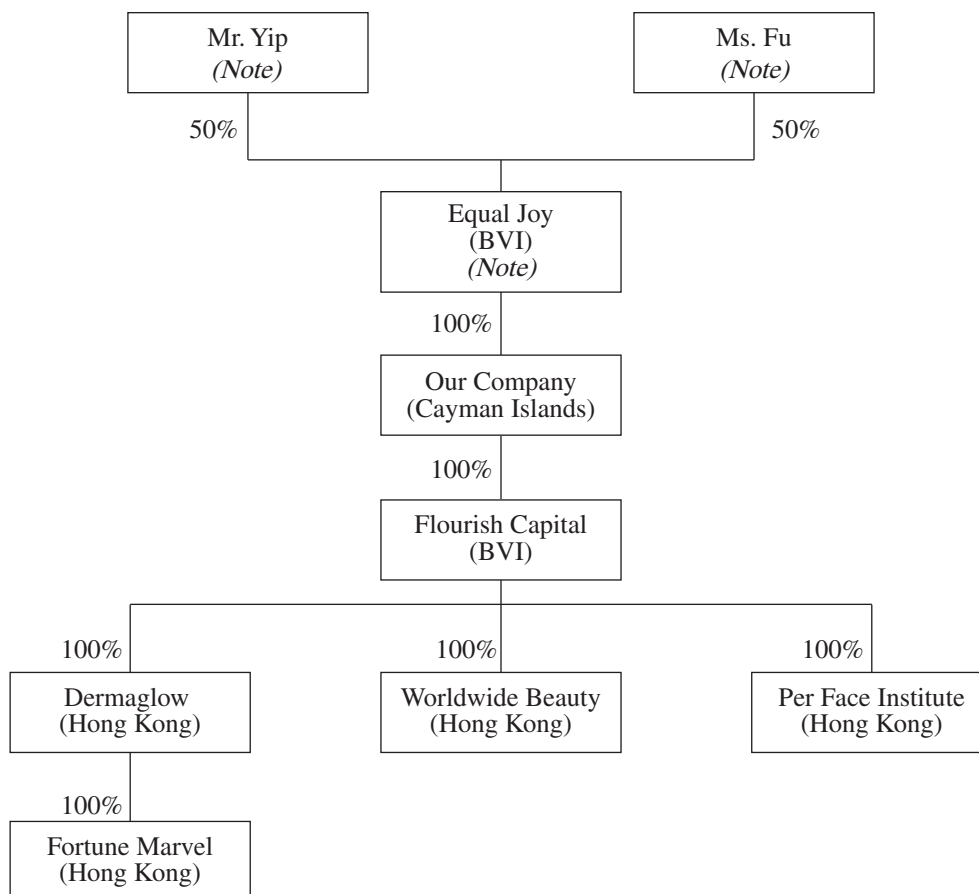 Mr. Yip
(Note)
Ms. Fu
(Note)
50%
50%
Equal Joy
(BVI)
(Note)
100%
Our Company
(Cayman Islands)
100%
Flourish Capital
(BVI)
100%
100%
100%
Dermaglow
(Hong Kong)
Worldwide Beauty
(Hong Kong)
Per Face Institute
(Hong Kong)
100%
Fortune Marvel
(Hong Kong)